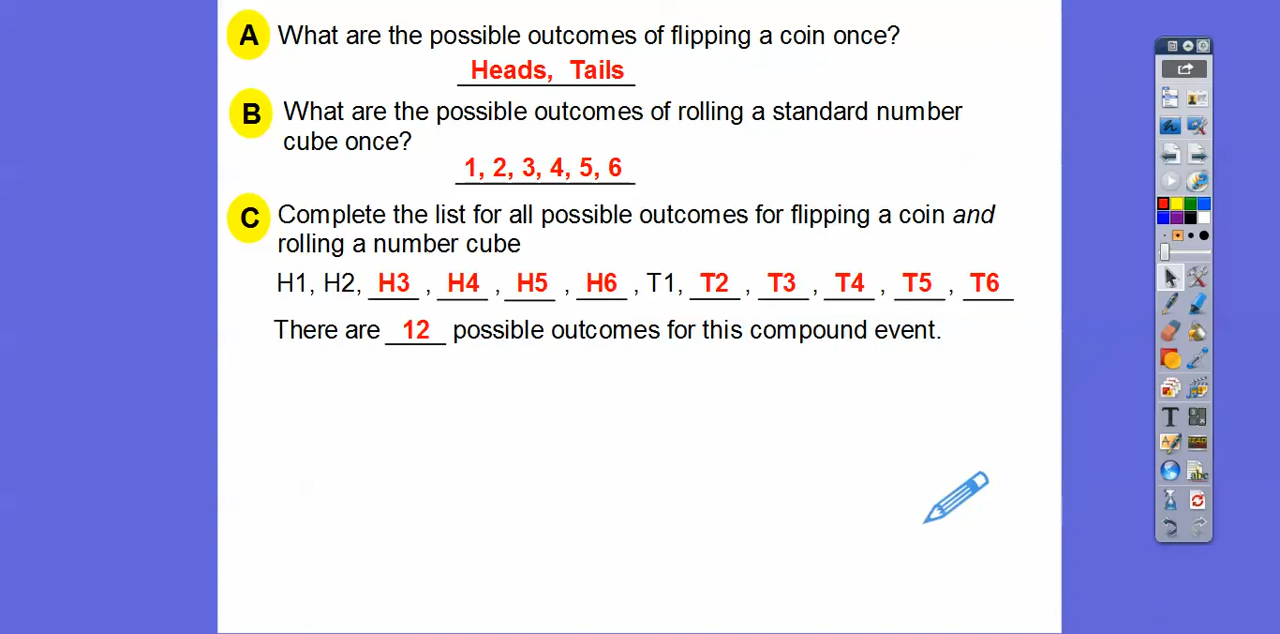 A What are the possible outcomes of flipping a coin once?
Heads, Tails
B What are the possible outcomes of rolling a standard number
cube once?
1, 2, 3, 4, 5, 6
C Complete the list for all possible outcomes for flipping a coin and
rolling a number cube
H1, H2, H3 , H4 , H5 , H6 , T1, T2 , T3 , T4 , T5 , T6
There are 12 possible outcomes for this compound event.
T
abc